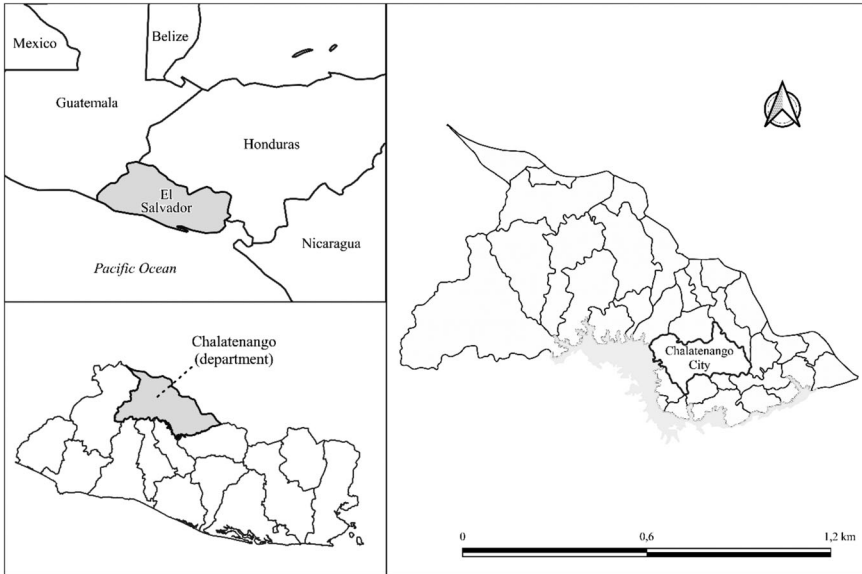 Mexico
Belize
Guatemala
Honduras
El
Salvador
Nicaragua
Pacific Ocean
Chalatenango
(department)
Chalatenango
City
0
0,6
1,2 km